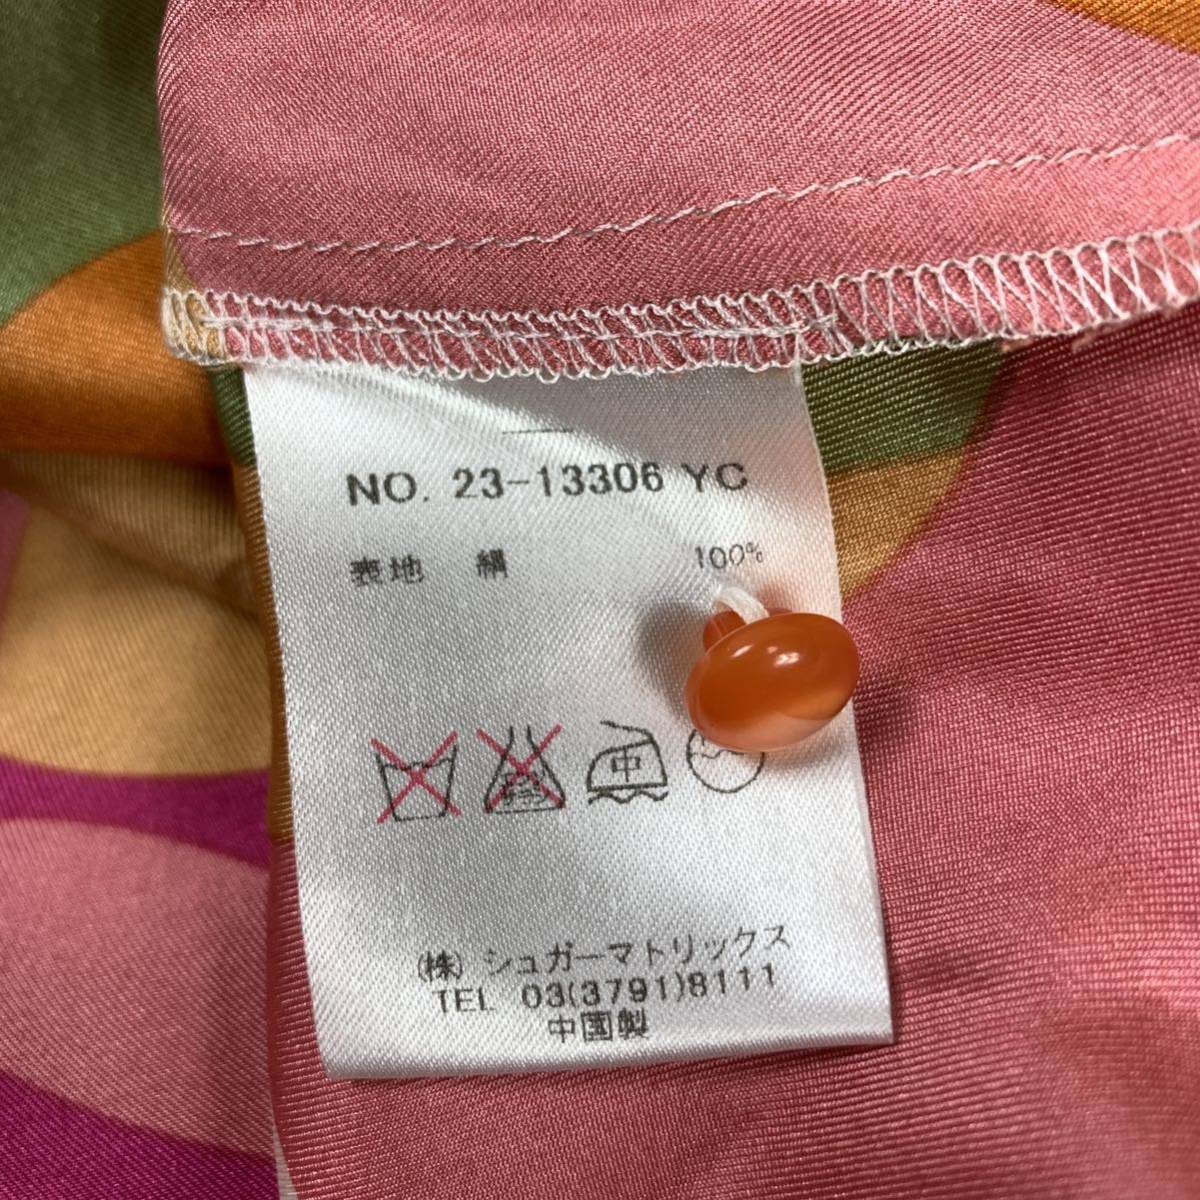 NO. 23-13306 YC
表地 絹 100%
中
(株) シュガーマトリックス
TEL 03(3791)8111
中国製